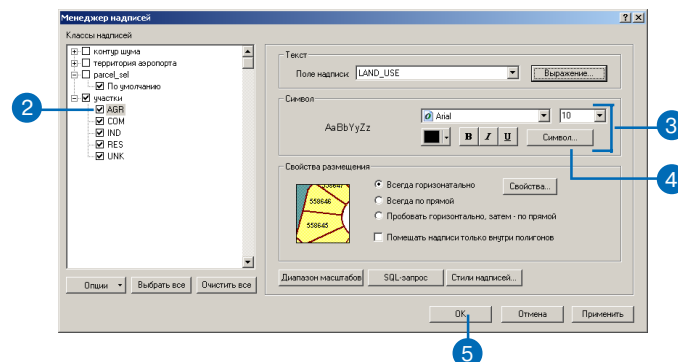 Менеджер надписей
Классы надписей
контур шума
территория аэропорта
parcel_sel
По умолчанию
участки
AGR
COM
IND
RES
UNK
Опции
Выбрать все
Очистить все
Текст
Поле надписи:
LAND_USE
Выражение...
Символ
AaBbYyZz
Arial
10
B I U
Символ...
Свойства размещения
558647
558646
558645
Всегда горизонатально
Свойства...
Всегда по прямой
Пробовать горизонтально, затем - по прямой
Помещать надписи только внутри полигонов
Диапазон масштабов
SQL-запрос
Стили надписей...
OK
Отмена
Применить
2
3
4
5